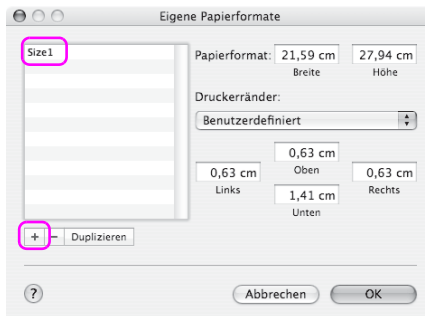 Eigene Papierformate
Size1
Papierformat: 21,59 cm 27,94 cm
Breite Höhe
Druckerränder:
Benutzerdefiniert
0,63 cm
Oben
0,63 cm 0,63 cm
Links Rechts
1,41 cm
Unten
+ - Duplizieren
? Abbrechen OK